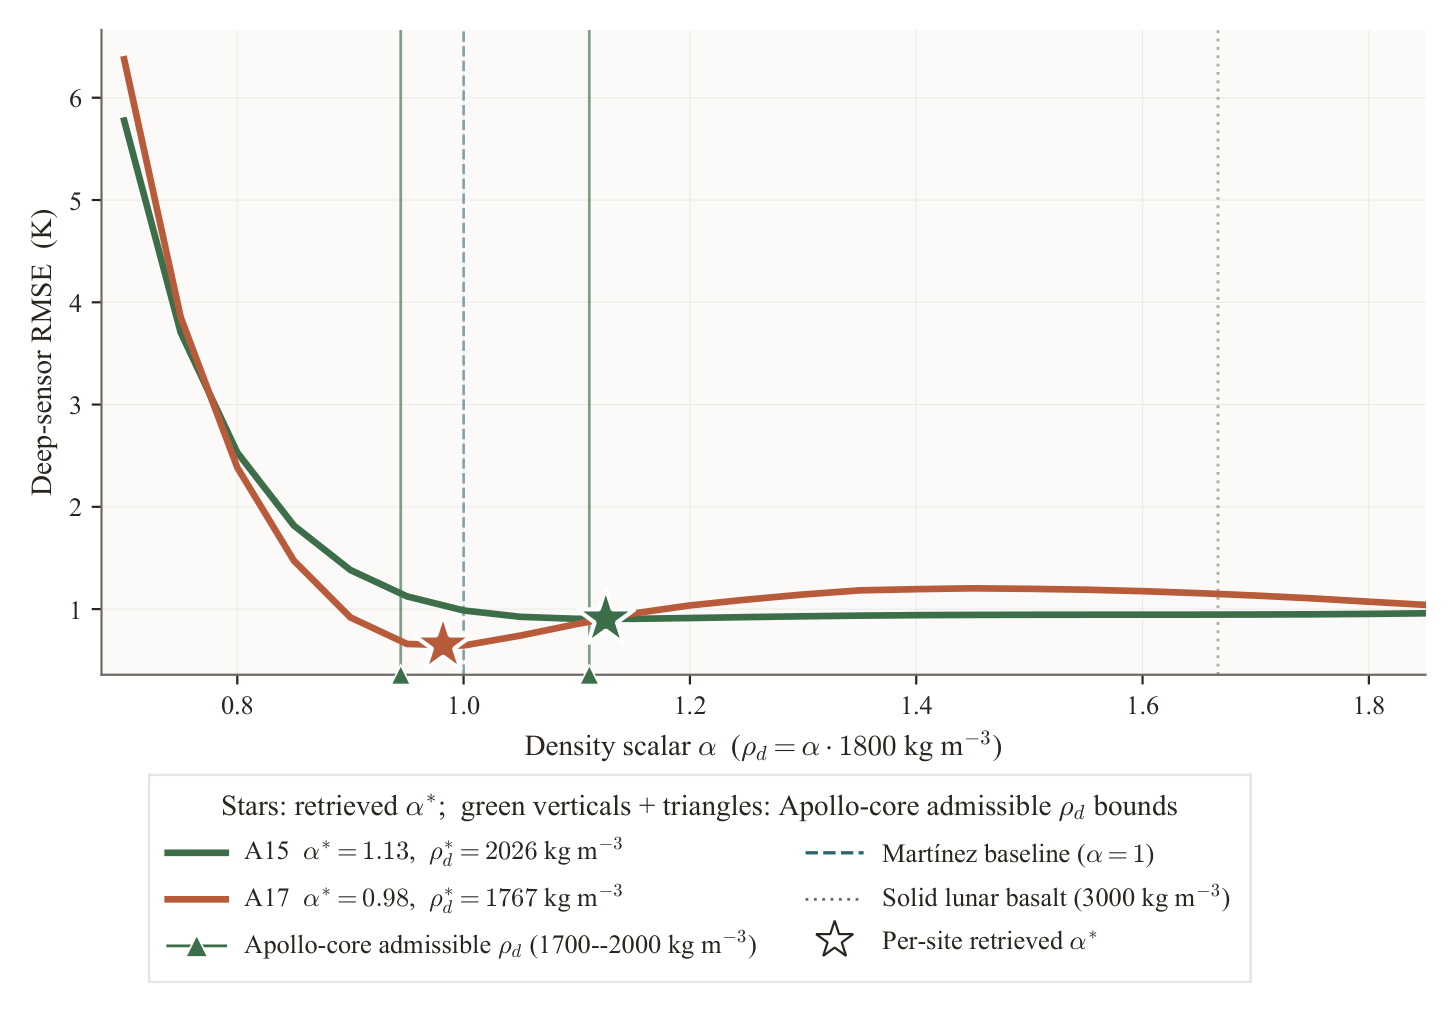 6
5
4
3
2
1
Deep-sensor RMSE (K)
0.8 1.0 1.2 1.4 1.6 1.8
Density scalar α (ρ_d = α · 1800 kg m⁻³)
Stars: retrieved α*; green verticals + triangles: Apollo-core admissible ρ_d bounds
A15 α* = 1.13, ρ*_d = 2026 kg m⁻³
A17 α* = 0.98, ρ*_d = 1767 kg m⁻³
Apollo-core admissible ρ_d (1700--2000 kg m⁻³)
Martínez baseline (α = 1)
Solid lunar basalt (3000 kg m⁻³)
Per-site retrieved α*